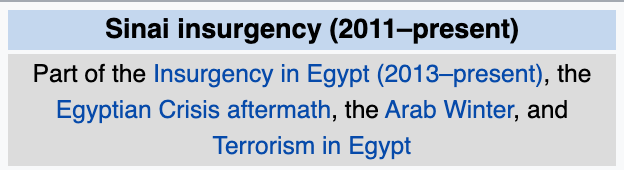 Sinai insurgency (2011–present)
Part of the Insurgency in Egypt (2013–present), the
Egyptian Crisis aftermath, the Arab Winter, and
Terrorism in Egypt